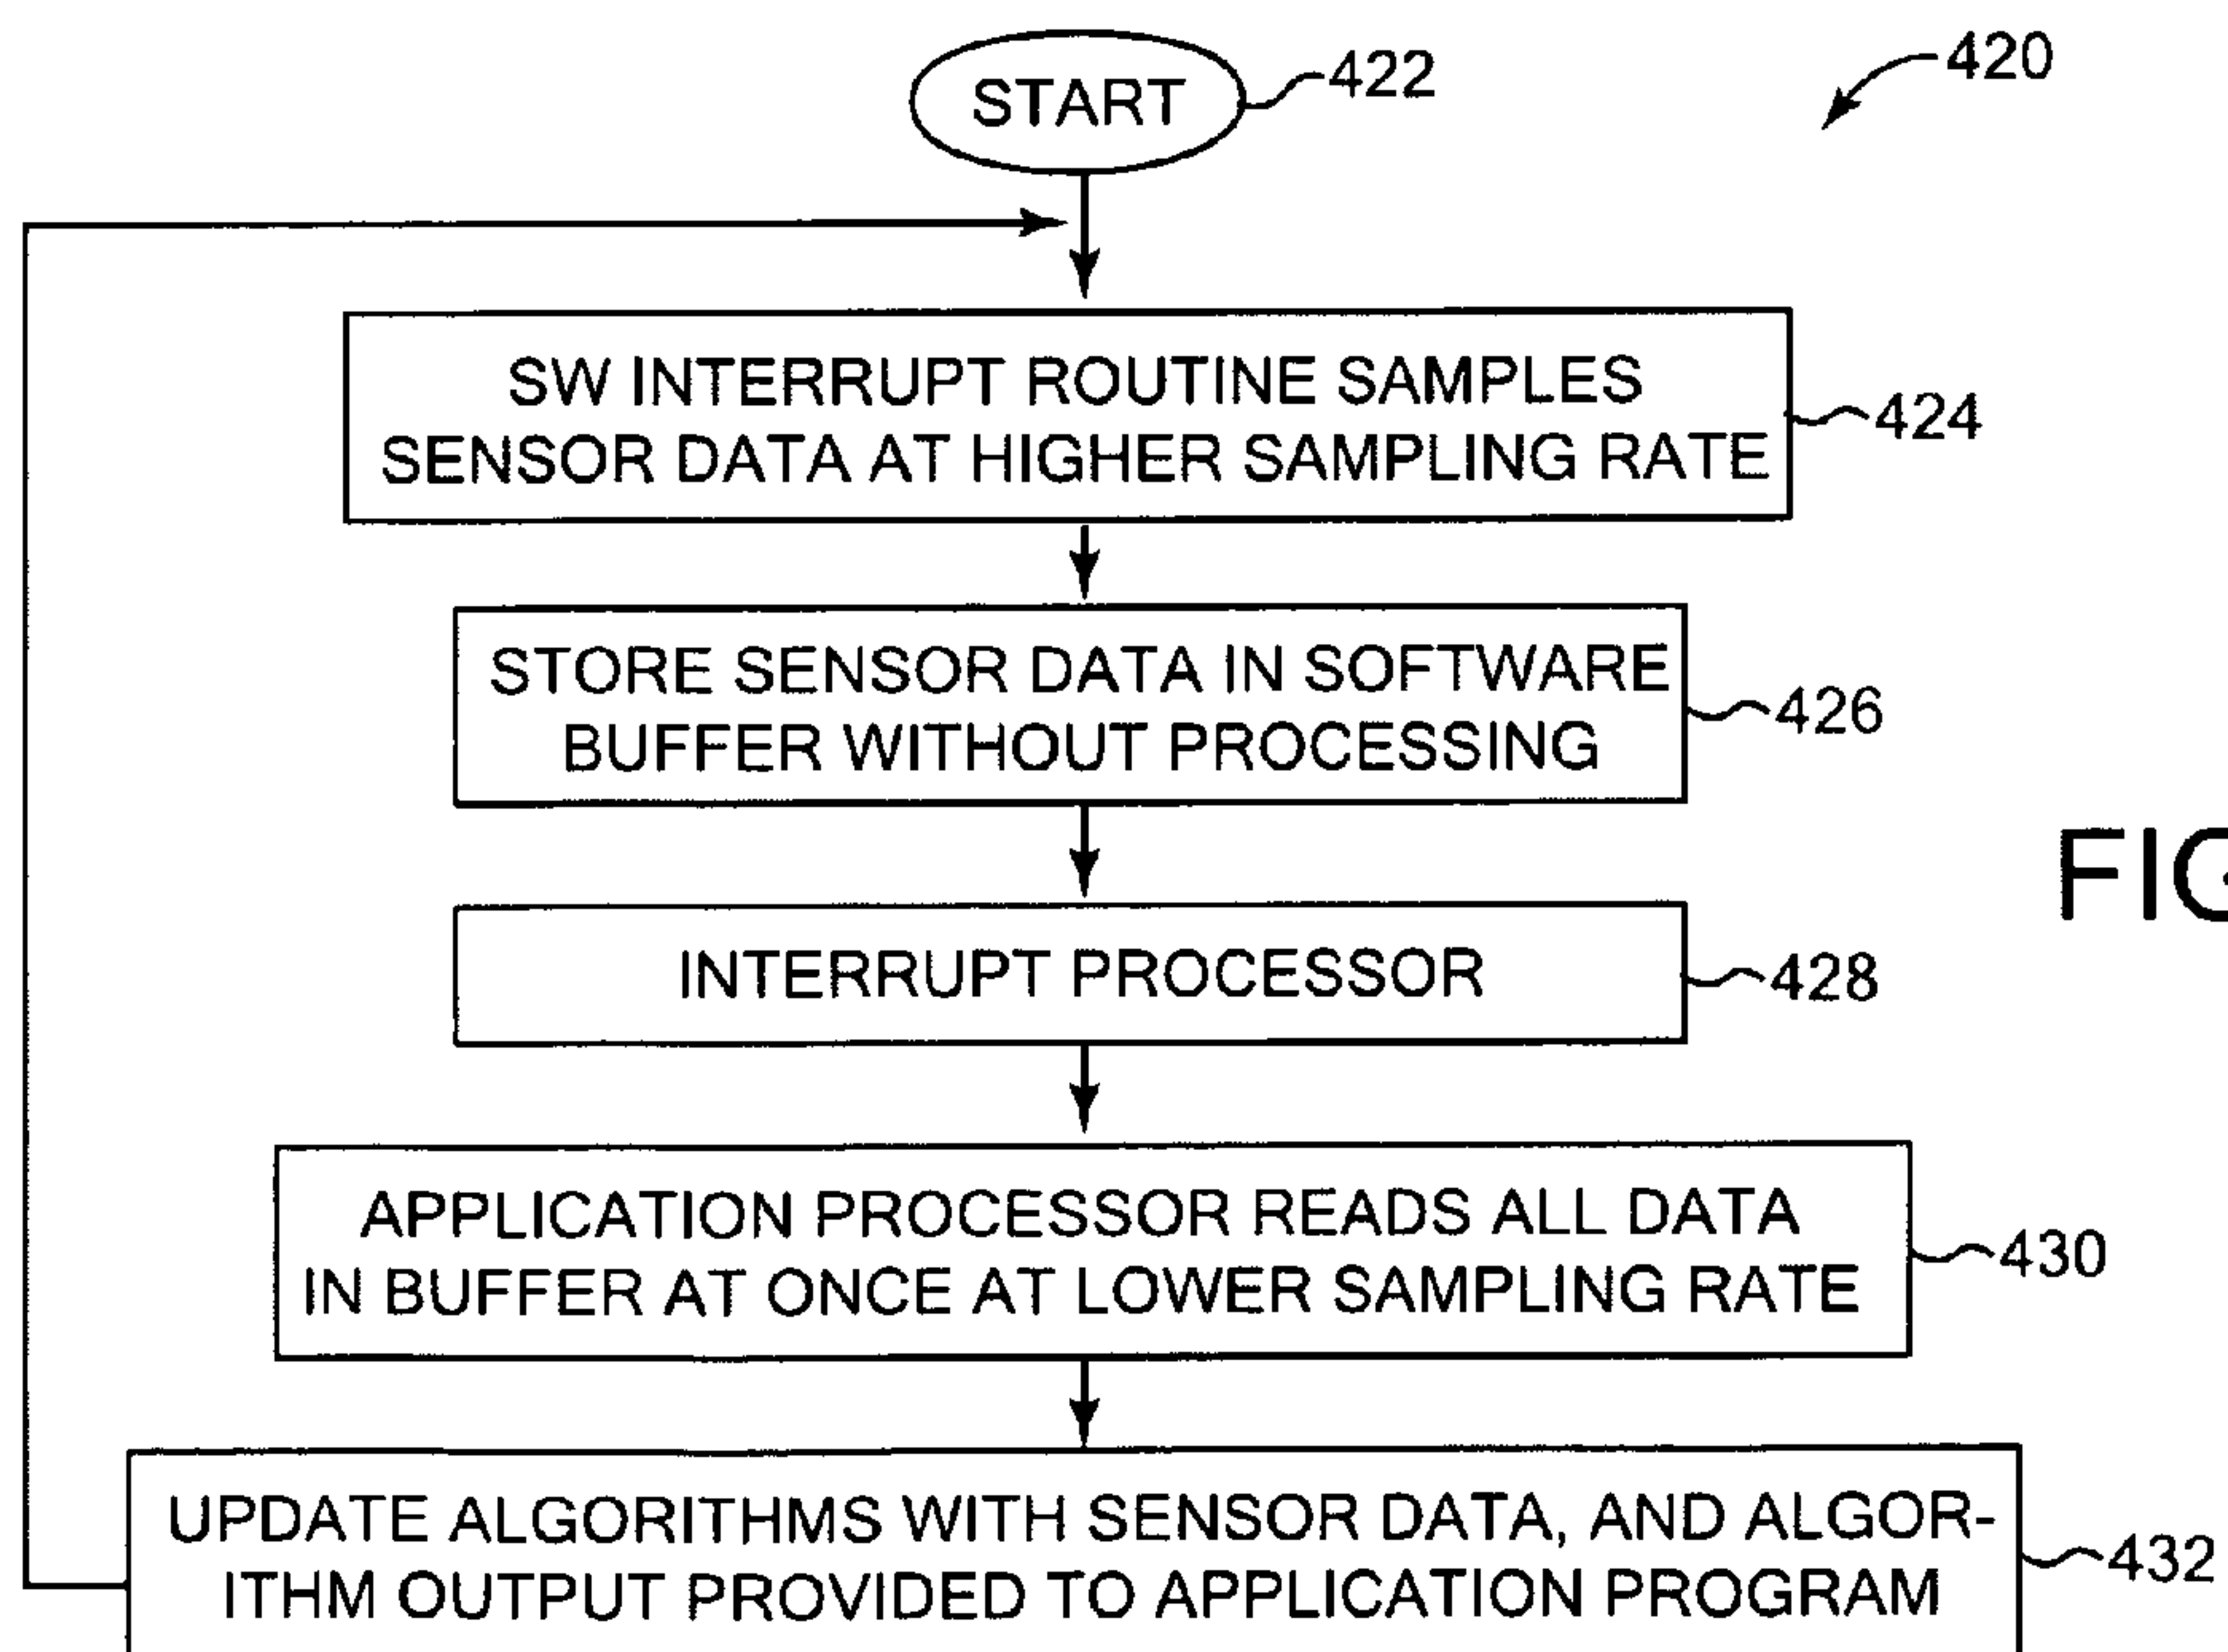 START
422
420
SW INTERRUPT ROUTINE SAMPLES
SENSOR DATA AT HIGHER SAMPLING RATE
424
STORE SENSOR DATA IN SOFTWARE
BUFFER WITHOUT PROCESSING
426
INTERRUPT PROCESSOR
428
APPLICATION PROCESSOR READS ALL DATA
IN BUFFER AT ONCE AT LOWER SAMPLING RATE
430
UPDATE ALGORITHMS WITH SENSOR DATA, AND ALGOR-
ITHM OUTPUT PROVIDED TO APPLICATION PROGRAM
432